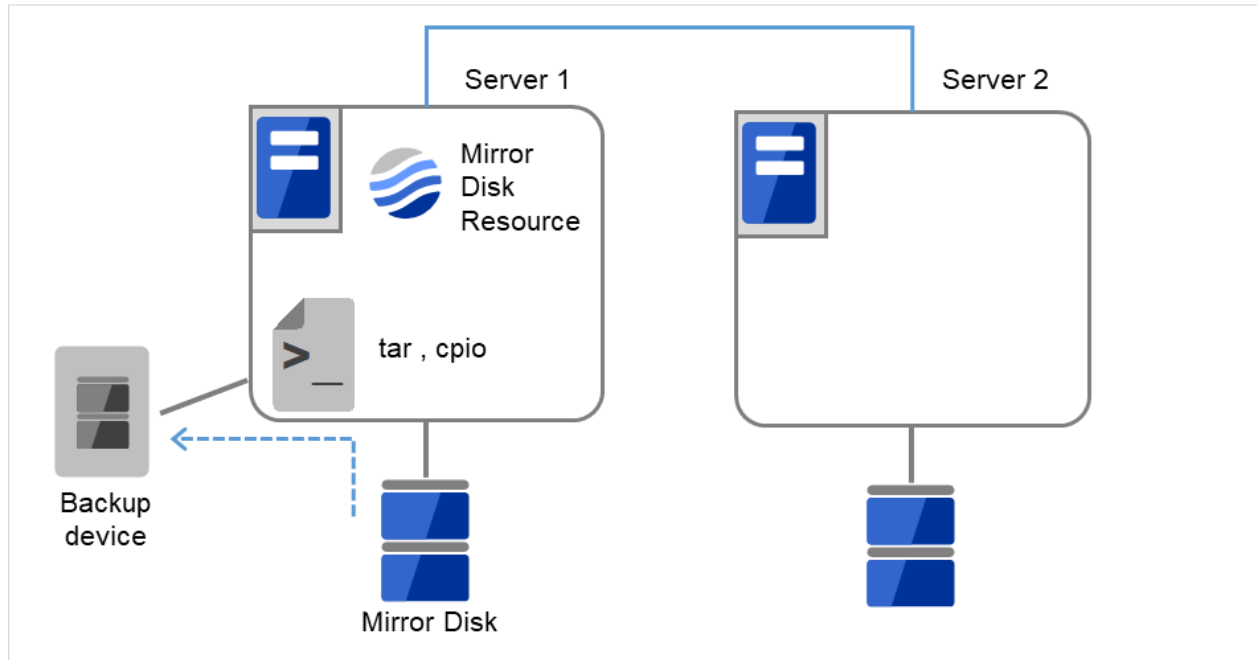 Server 1
Server 2
Mirror
Disk
Resource
tar , cpio
Backup
device
Mirror Disk